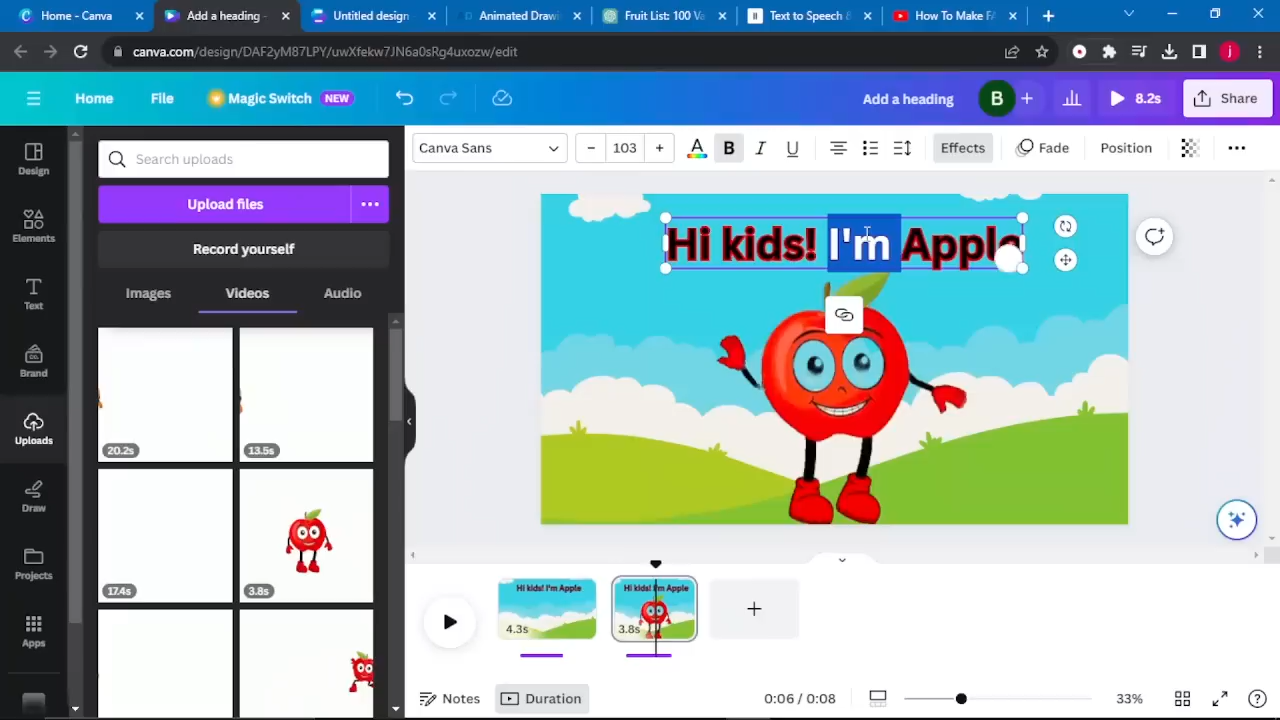 Home - Canva
Add a heading -
Untitled design
Animated Drawi
Fruit List: 100 Va
Text to Speech &
How To Make FA
canva.com/design/DAF2yM87LPY/uwXfekw7JN6a0sRg4uxozw/edit
j
Home
File
Magic Switch
NEW
Add a heading
B
8.2s
Share
Design
Elements
Text
Brand
Uploads
Draw
Projects
Apps
Search uploads
Upload files
Record yourself
Images
Videos
Audio
20.2s
13.5s
17.4s
3.8s
Canva Sans
103
A
B
I
U
Effects
Fade
Position
Hi kids! I'm Apple
Hi kids! I'm Apple
4.3s
Hi kids! I'm Apple
3.8s
Notes
Duration
0:06 / 0:08
33%